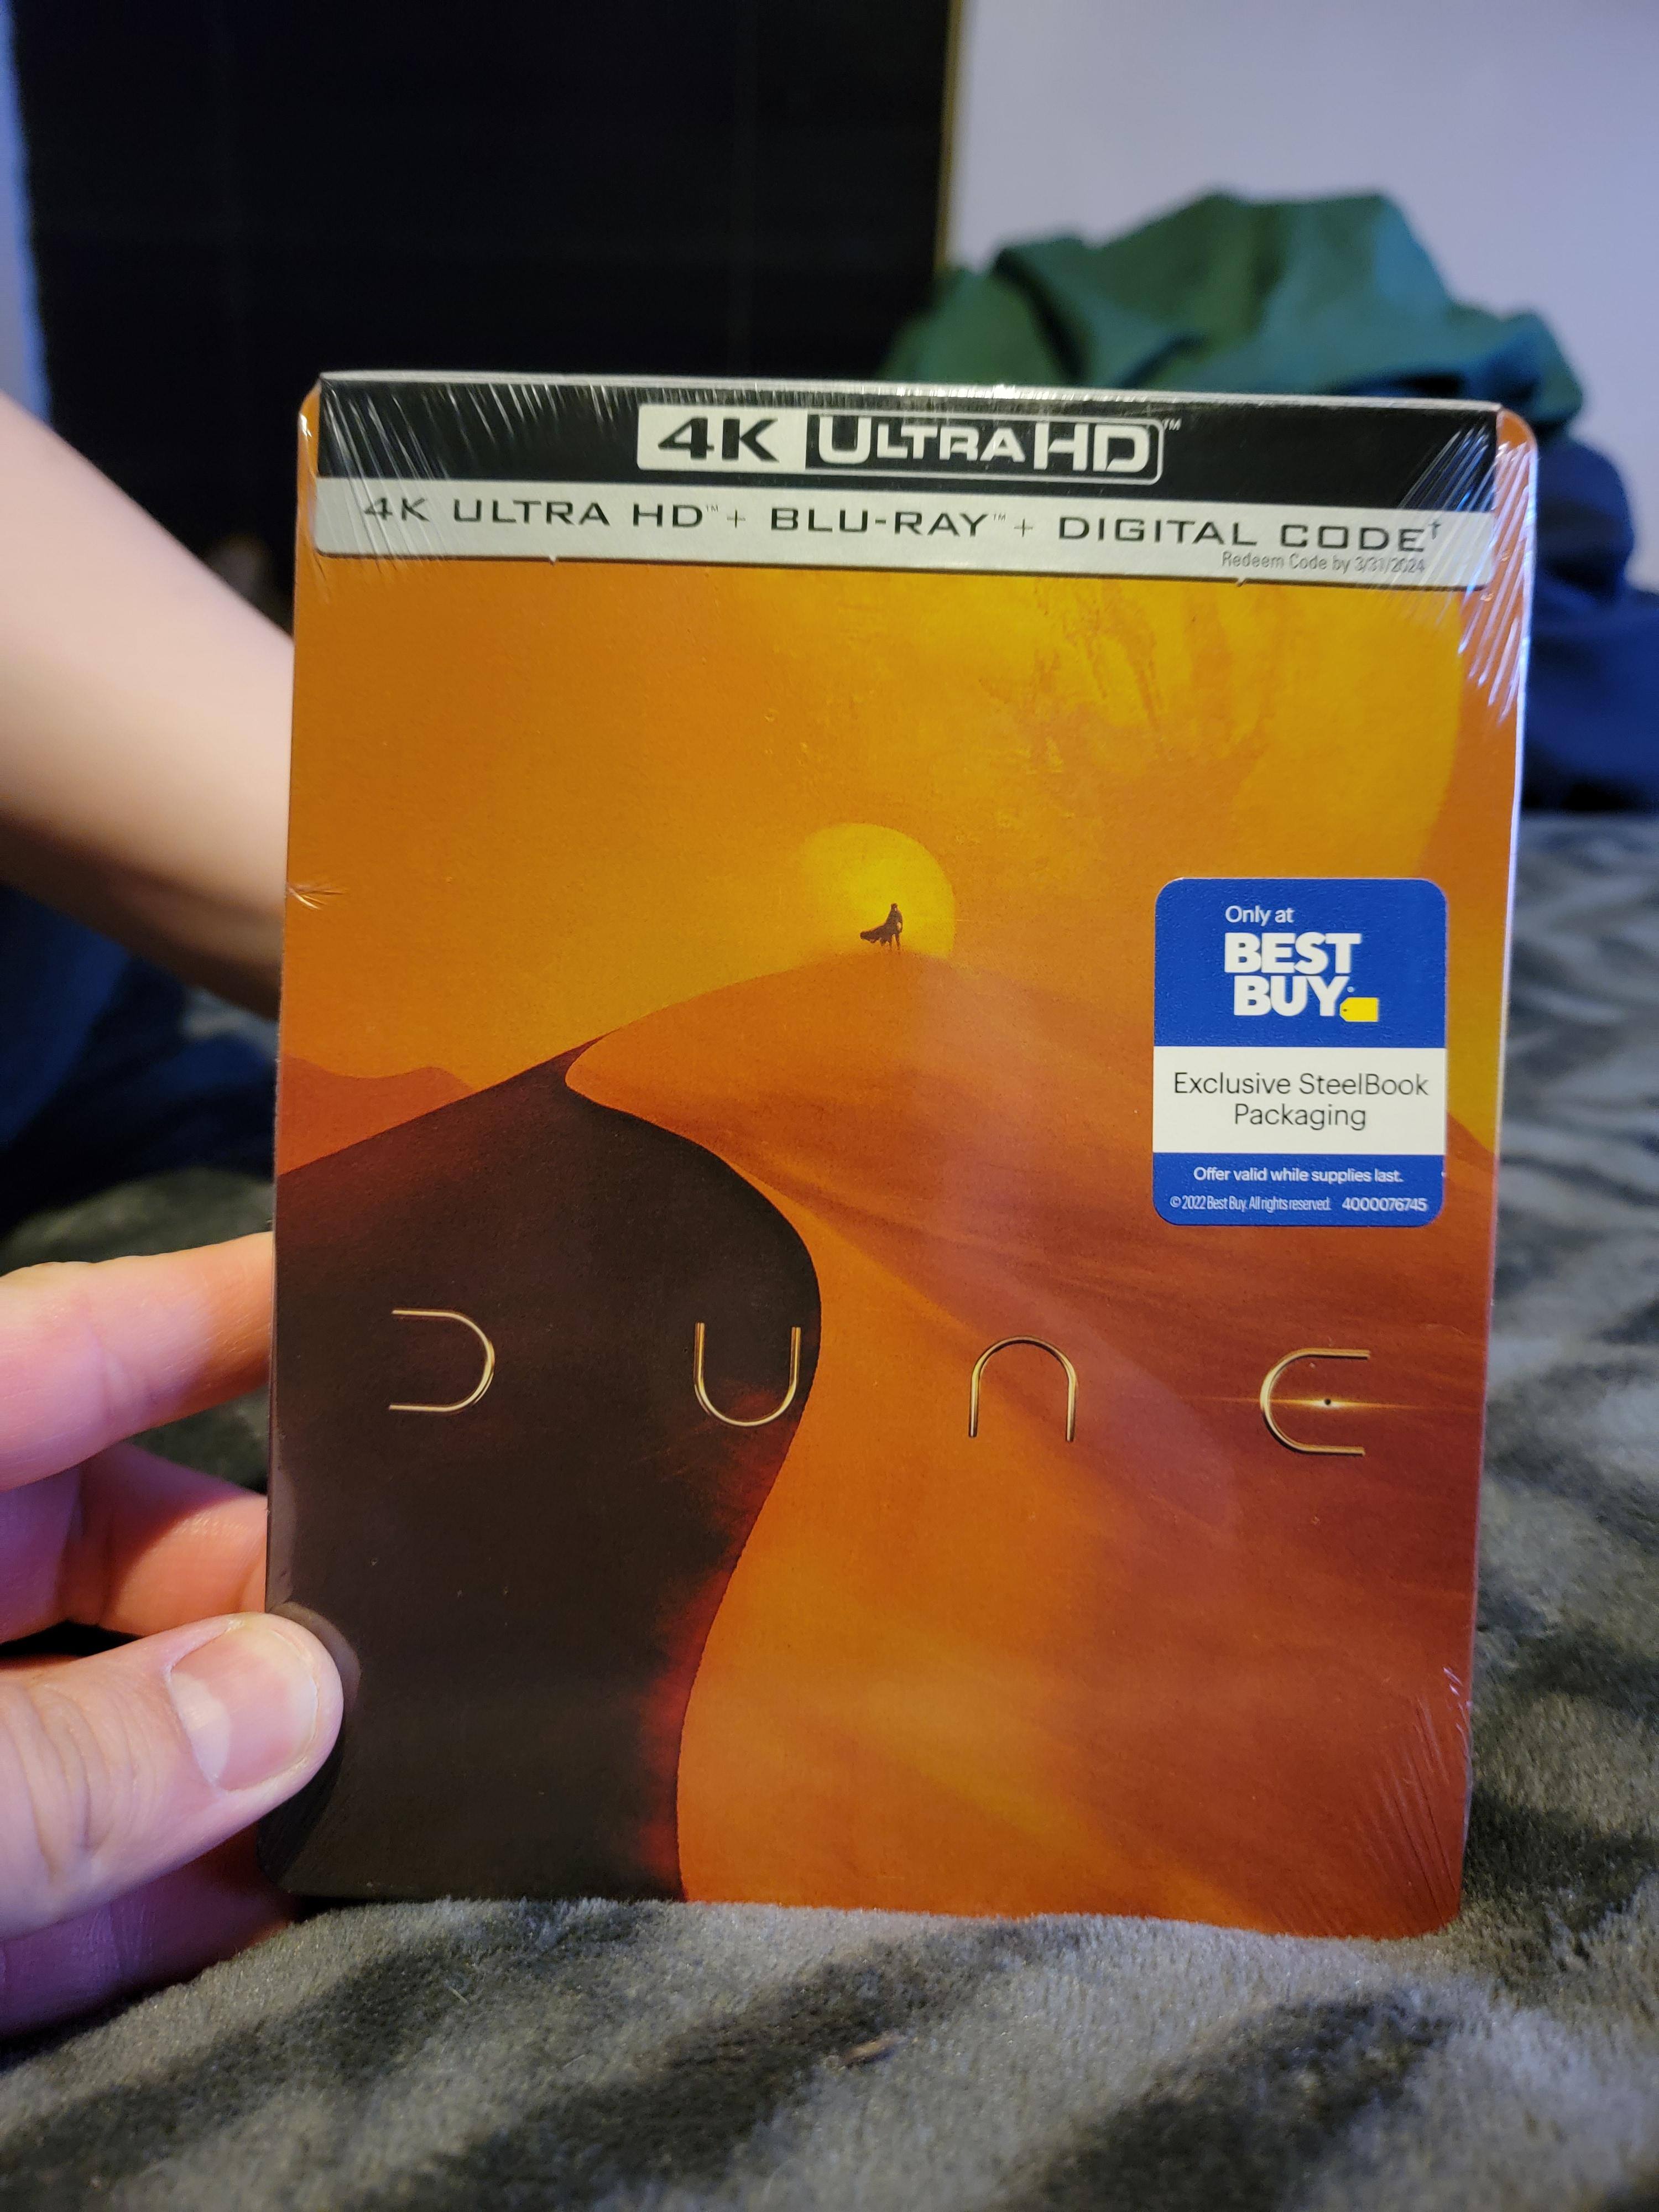 4K ULTRA HD™
4K ULTRA HD™ + BLU-RAY™ + DIGITAL CODE†
Redeem Code by 3/31/2024
Only at
BEST
BUY®
Exclusive SteelBook
Packaging
Offer valid while supplies last.
© 2022 Best Buy. All rights reserved. 4000076745
DUNE